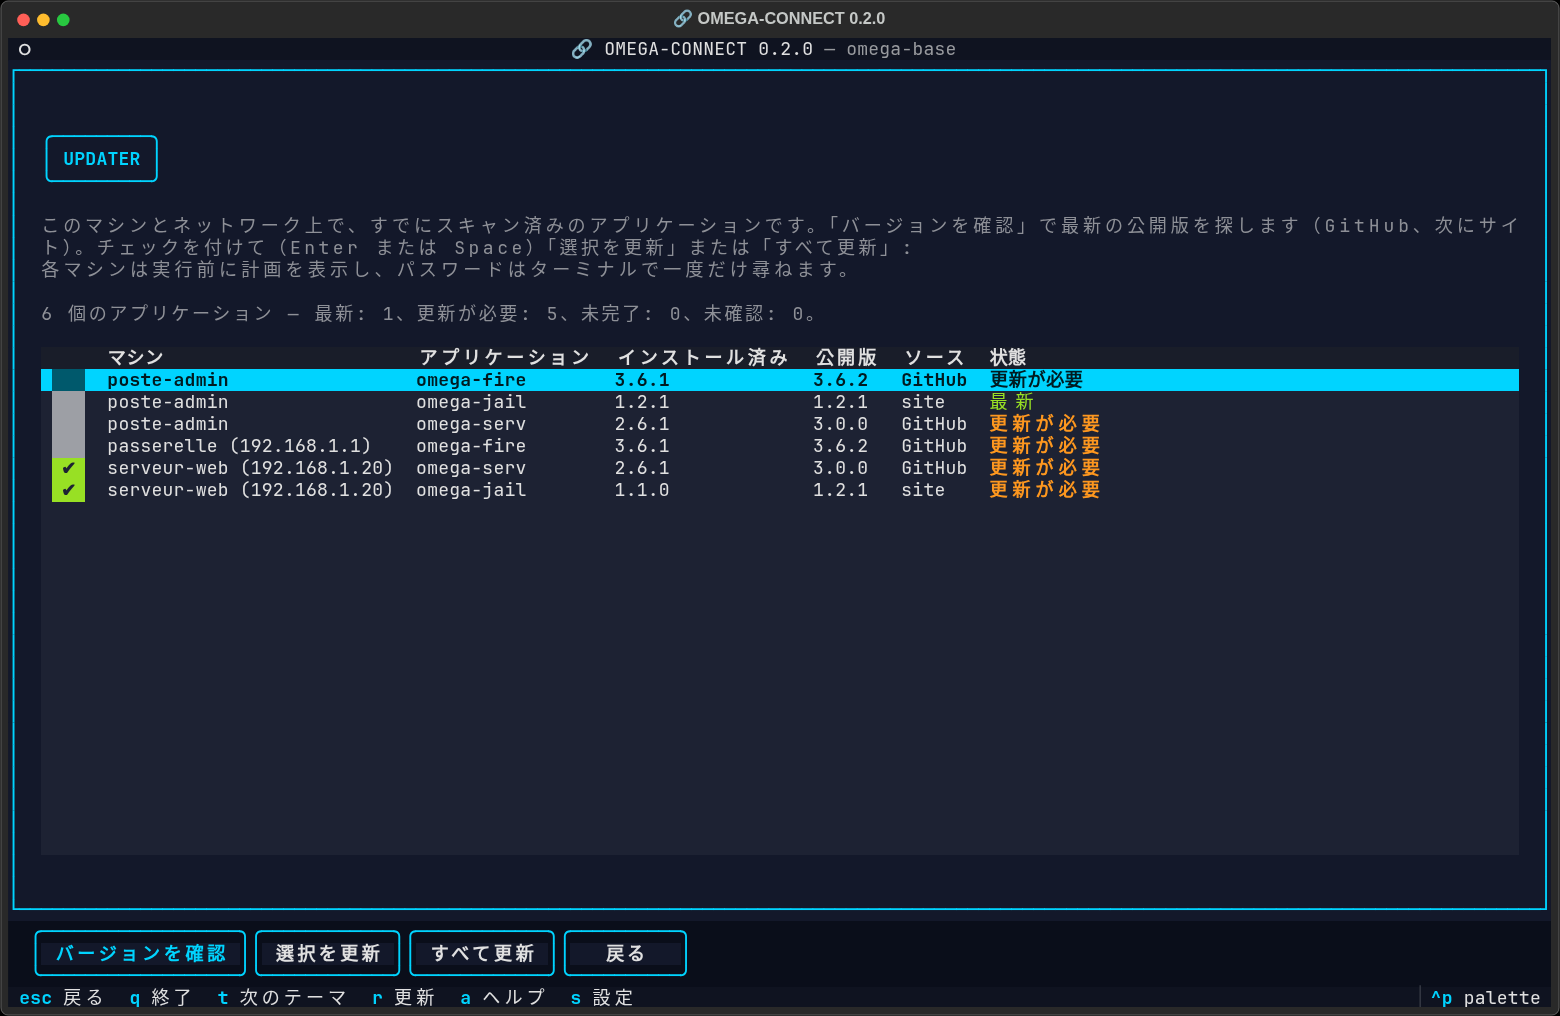 🔗 OMEGA-CONNECT 0.2.0
🔗 OMEGA-CONNECT 0.2.0 — omega-base
UPDATER
このマシンとネットワーク上で、すでにスキャン済みのアプリケーションです。「バージョンを確認」で最新の公開版を探します (GitHub、次にサイ
ト)。チェックを付けて (Enter または Space)「選択を更新」または「すべて更新」:
各マシンは実行前に計画を表示し、パスワードはターミナルで一度だけ尋ねます。
6 個のアプリケーション — 最新: 1、更新が必要: 5、未完了: 0、未確認: 0。
マシン アプリケーション インストール済み 公開版 ソース 状態
poste-admin omega-fire 3.6.1 3.6.2 GitHub 更新が必要
poste-admin omega-jail 1.2.1 1.2.1 site 最新
poste-admin omega-serv 2.6.1 3.0.0 GitHub 更新が必要
passerelle (192.168.1.1) omega-fire 3.6.1 3.6.2 GitHub 更新が必要
✔ serveur-web (192.168.1.20) omega-serv 2.6.1 3.0.0 GitHub 更新が必要
✔ serveur-web (192.168.1.20) omega-jail 1.1.0 1.2.1 site 更新が必要
バージョンを確認 選択を更新 すべて更新 戻る
esc 戻る q 終了 t 次のテーマ r 更新 a ヘルプ s 設定 ^p palette